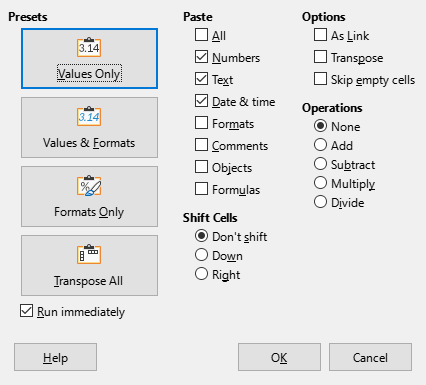 Presets
3.14
Values Only
3.14
Values & Formats
%
Formats Only
Transpose All
Run immediately
Paste
All
Numbers
Text
Date & time
Formats
Comments
Objects
Formulas
Shift Cells
Don't shift
Down
Right
Options
As Link
Transpose
Skip empty cells
Operations
None
Add
Subtract
Multiply
Divide
Help
OK
Cancel